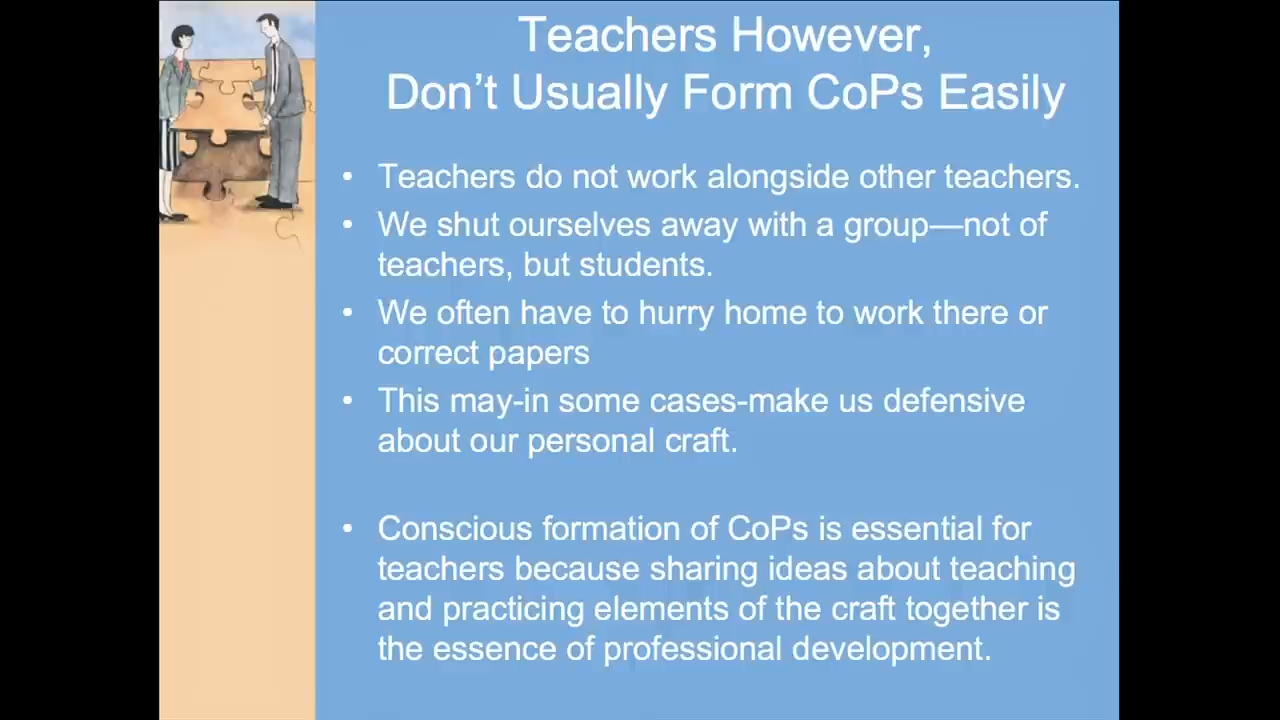 Teachers However,
Don't Usually Form CoPs Easily
• Teachers do not work alongside other teachers.
• We shut ourselves away with a group—not of
teachers, but students.
• We often have to hurry home to work there or
correct papers
• This may-in some cases-make us defensive
about our personal craft.
• Conscious formation of CoPs is essential for
teachers because sharing ideas about teaching
and practicing elements of the craft together is
the essence of professional development.